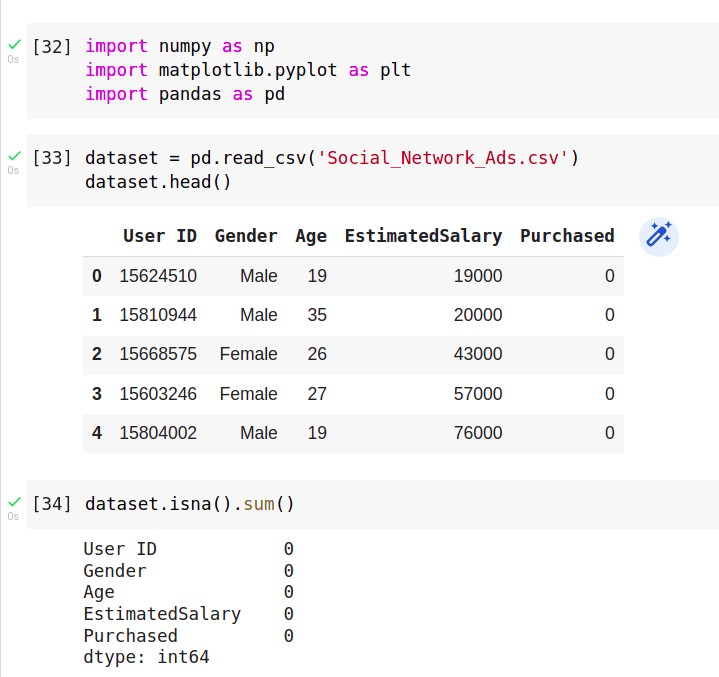 [32] import numpy as np
0s
import matplotlib.pyplot as plt
import pandas as pd
[33] dataset = pd.read_csv('Social_Network_Ads.csv')
0s
dataset.head()
User ID Gender Age EstimatedSalary Purchased
0 15624510 Male 19 19000 0
1 15810944 Male 35 20000 0
2 15668575 Female 26 43000 0
3 15603246 Female 27 57000 0
4 15804002 Male 19 76000 0
[34] dataset.isna().sum()
0s
User ID 0
Gender 0
Age 0
EstimatedSalary 0
Purchased 0
dtype: int64